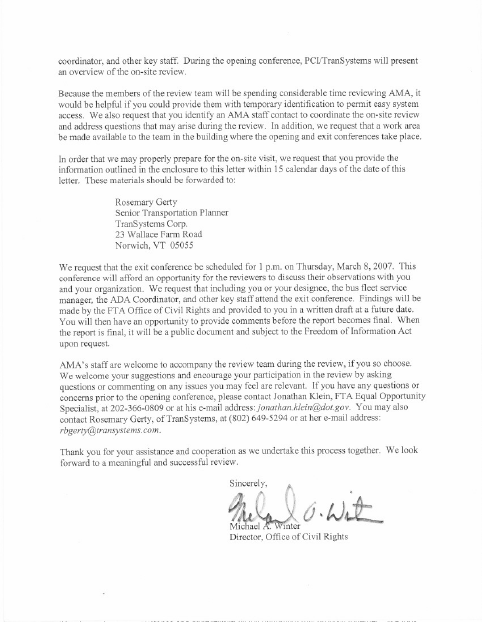 coordinator, and other key staff. During the opening conference, PCI/TranSystems will present
an overview of the on-site review.
Because the members of the review team will be spending considerable time reviewing AMA, it
would be helpful if you could provide them with temporary identification to permit easy system
access. We also request that you identify an AMA staff contact to coordinate the on-site review
and address questions that may arise during the review. In addition, we request that a work area
be made available to the team in the building where the opening and exit conferences take place.
In order that we may properly prepare for the on-site visit, we request that you provide the
information outlined in the enclosure to this letter within 15 calendar days of the date of this
letter. These materials should be forwarded to:
Rosemary Gerty
Senior Transportation Planner
TranSystems Corp.
23 Wallace Farm Road
Norwich, VT 05055
We request that the exit conference be scheduled for 1 p.m. on Thursday, March 8, 2007. This
conference will afford an opportunity for the reviewers to discuss their observations with you
and your organization. We request that including you or your designee, the bus fleet service
manager, the ADA Coordinator, and other key staff attend the exit conference. Findings will be
made by the FTA Office of Civil Rights and provided to you in a written draft at a future date.
You will then have an opportunity to provide comments before the report becomes final. When
the report is final, it will be a public document and subject to the Freedom of Information Act
upon request.
AMA's staff are welcome to accompany the review team during the review, if you so choose.
We welcome your suggestions and encourage your participation in the review by asking
questions or commenting on any issues you may feel are relevant. If you have any questions or
concerns prior to the opening conference, please contact Jonathan Klein, FTA Equal Opportunity
Specialist, at 202-366-0809 or at his e-mail address: jonathan.klein@dot.gov. You may also
contact Rosemary Gerty, of TranSystems, at (802) 649-5294 or at her e-mail address:
rbgerty@transystems.com.
Thank you for your assistance and cooperation as we undertake this process together. We look
forward to a meaningful and successful review.
Sincerely,
Michael A. Winter
Director, Office of Civil Rights